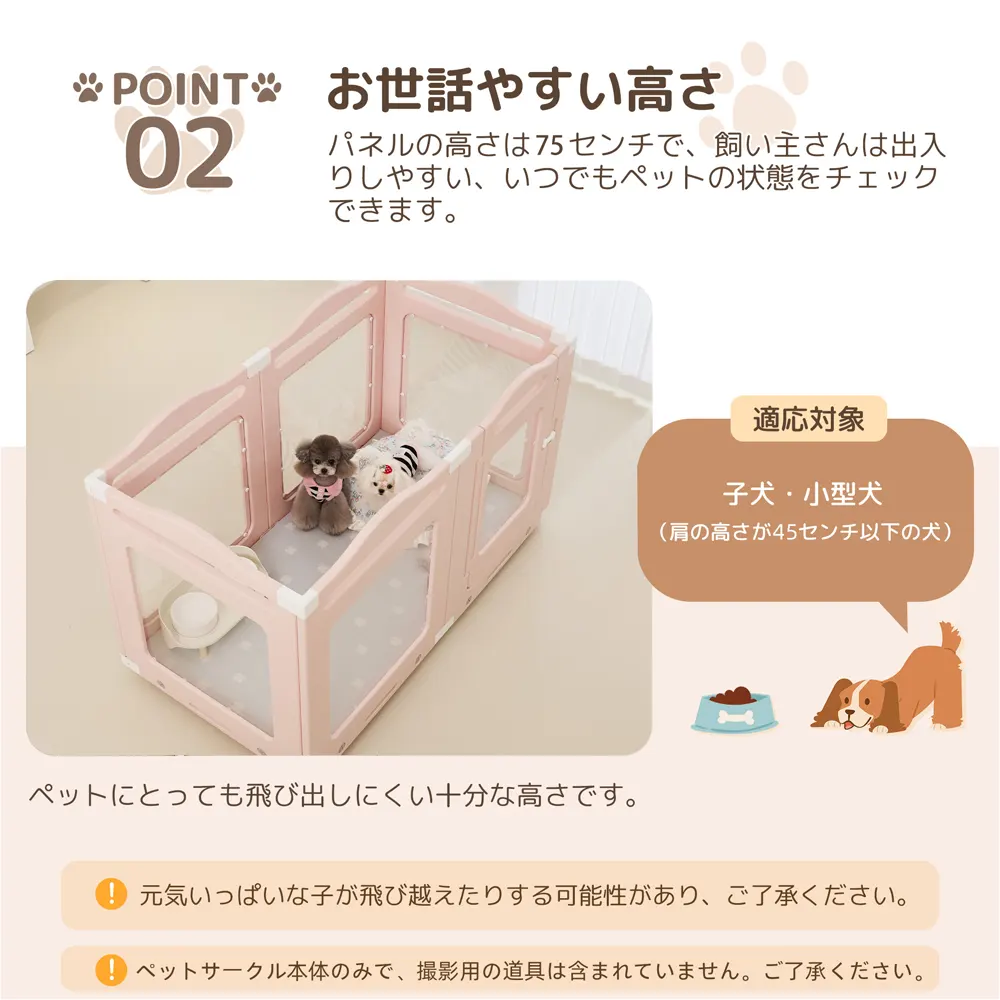 POINT
02
お世話やすい高さ
パネルの高さは75センチで、飼い主さんは出入
りしやすい、いつでもペットの状態をチェック
できます。
適応対象
子犬・小型犬
（肩の高さが45センチ以下の犬）
ペットにとっても飛び出しにくい十分な高さです。
! 元気いっぱいな子が飛び越えたりする可能性があり、ご了承ください。
! ペットサークル本体のみで、撮影用の道具は含まれていません。ご了承ください。